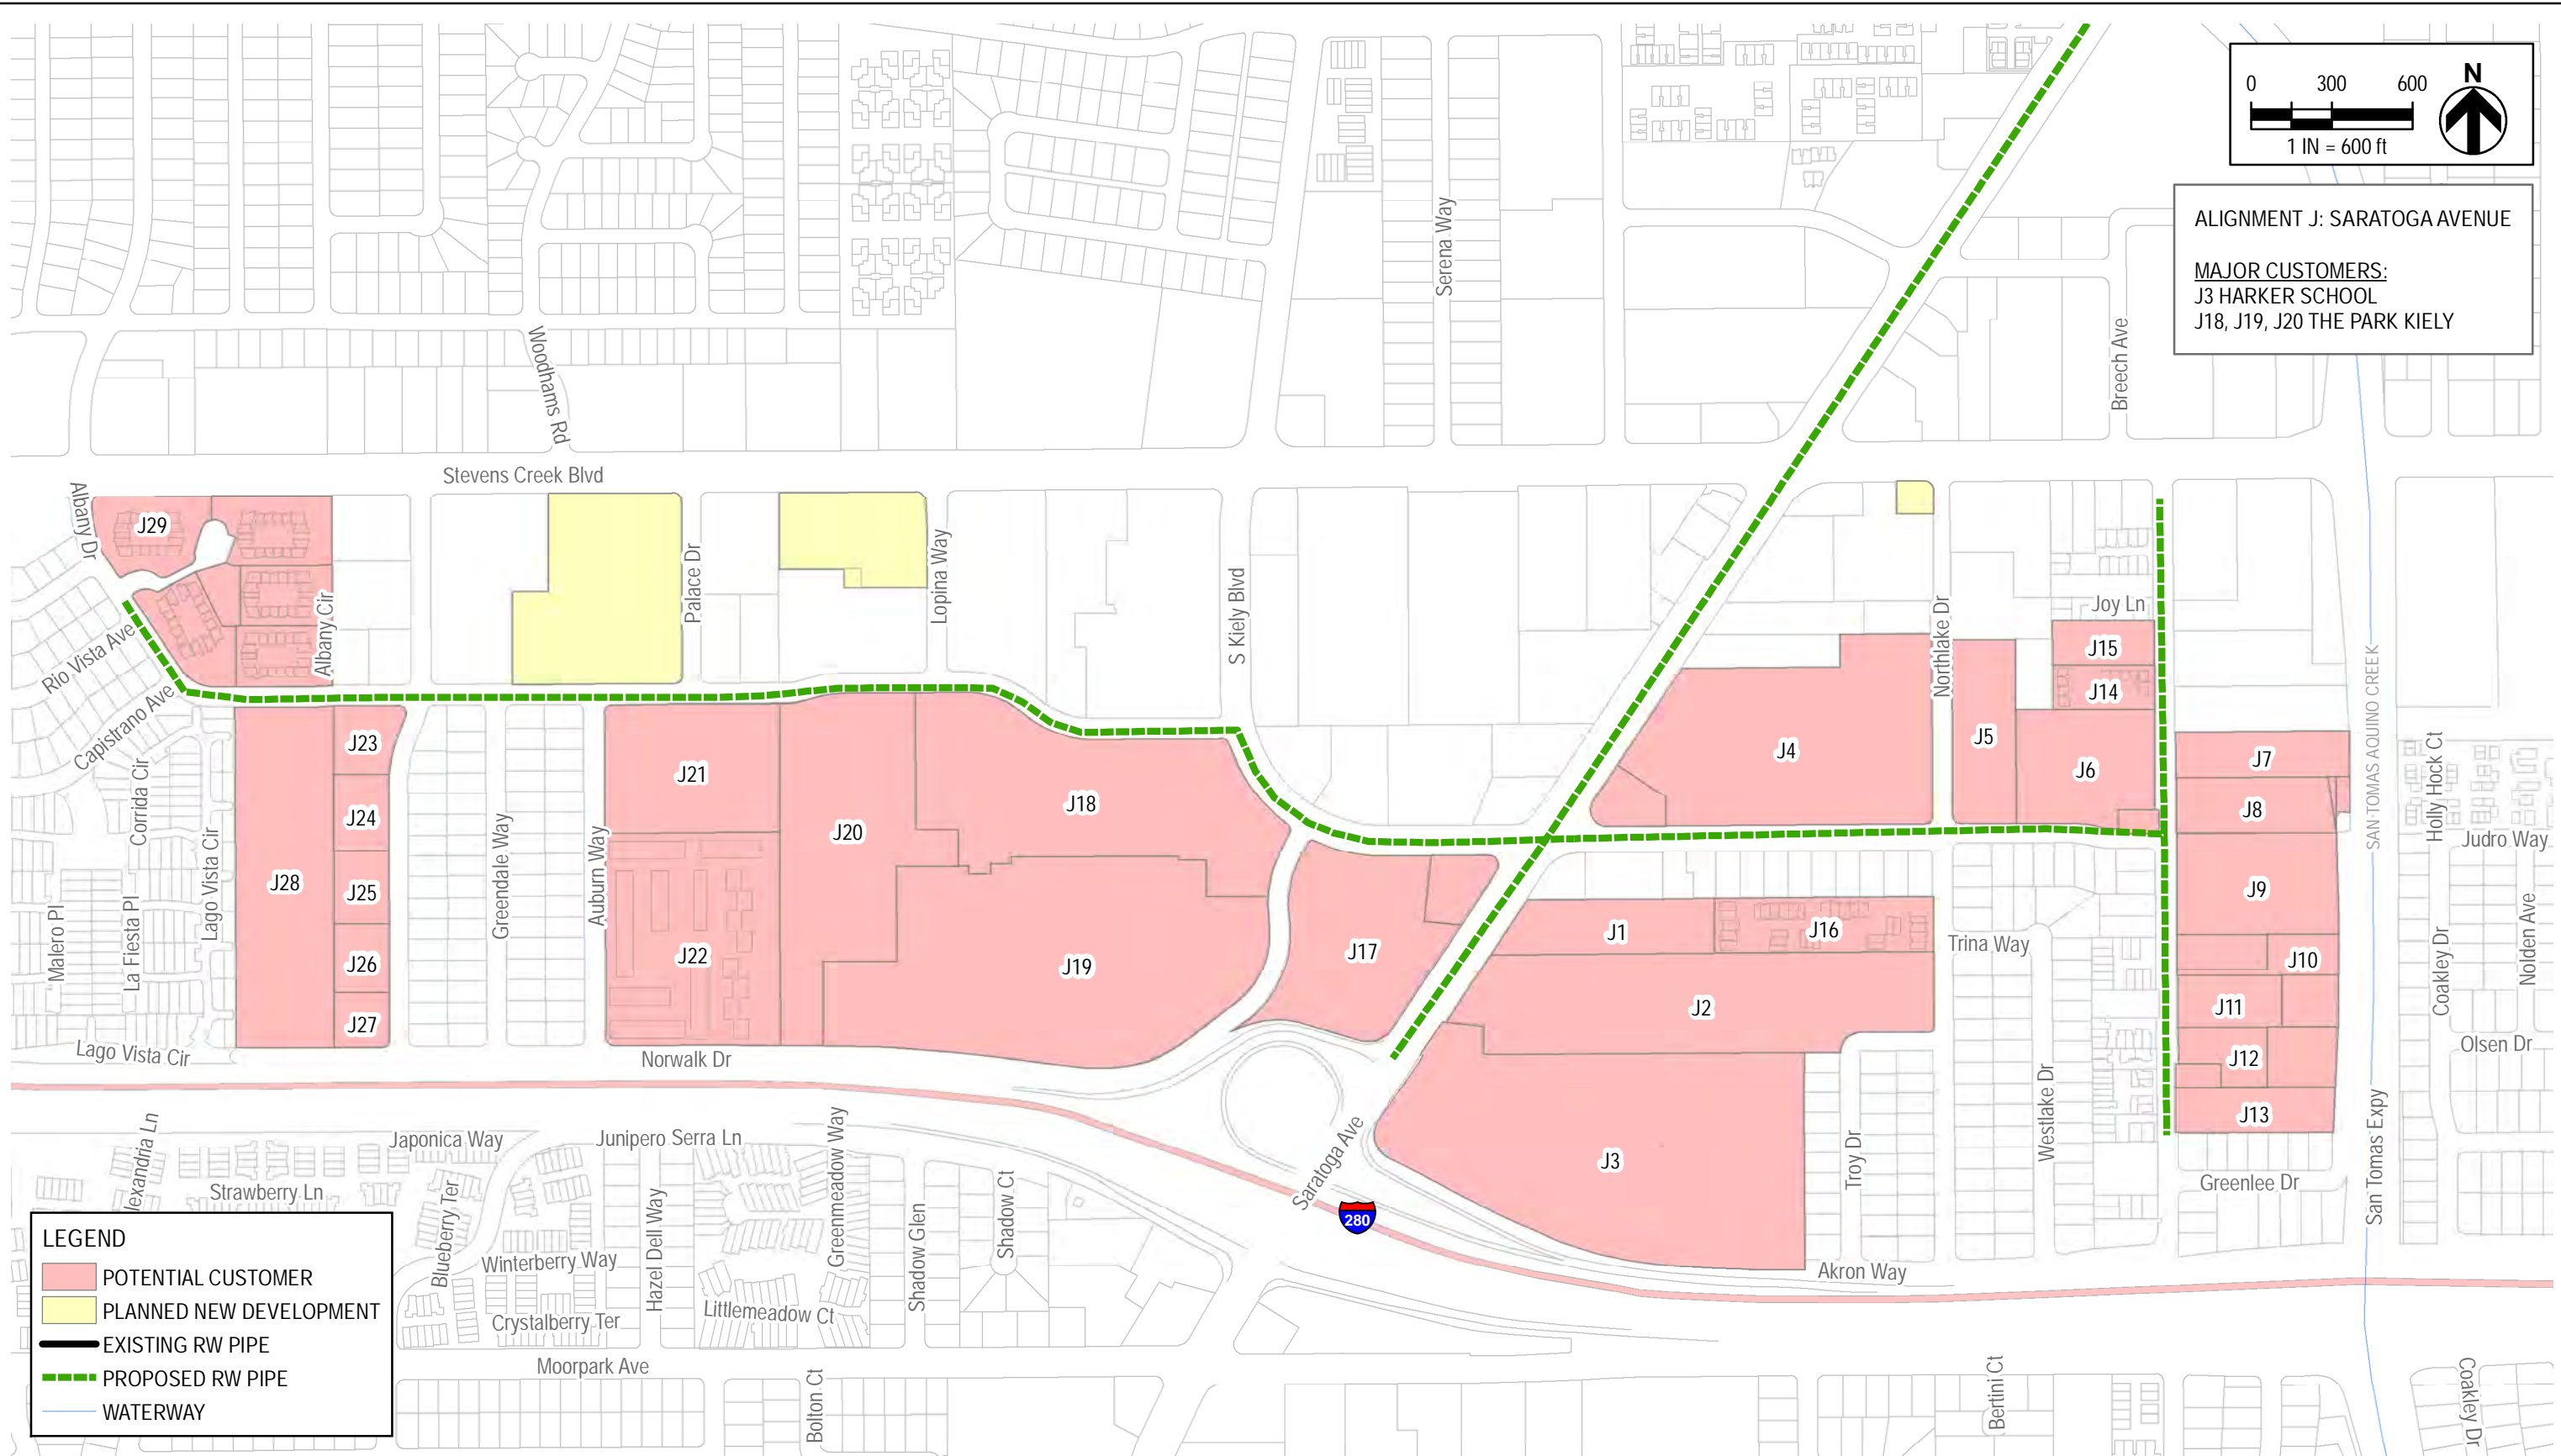 0 300 600
N
1 IN = 600 ft
ALIGNMENT J: SARATOGA AVENUE
MAJOR CUSTOMERS:
J3 HARKER SCHOOL
J18, J19, J20 THE PARK KIELY
Serena Way
Breech Ave
Woodhams Rd
Stevens Creek Blvd
Albany Dr
J29
Palace Dr
Lopina Way
S Kiely Blvd
Northlake Dr
Joy Ln
Albany Cir
Rio Vista Ave
Capistrano Ave
J15
J14
J23
J24
J25
J26
J27
J28
J21
J22
J20
J18
J19
J17
J4
J5
J6
J7
J8
J9
J10
J11
J12
J13
J1
J16
J2
J3
SAN TOMAS AQUINO CREEK
Holly Hock Ct
Judro Way
Coakley Dr
Nolden Ave
Olsen Dr
Corrida Cir
Lago Vista Cir
Malero Pl
La Fiesta Pl
Lago Vista Cir
Greendale Way
Auburn Way
Norwalk Dr
Trina Way
Westlake Dr
Troy Dr
Greenlee Dr
San Tomas Expy
Akron Way
Saratoga Ave
280
lexandria Ln
Japonica Way
Junipero Serra Ln
Greenmeadow Way
Strawberry Ln
Blueberry Ter
Winterberry Way
Hazel Dell Way
Shadow Glen
Shadow Ct
Crystalberry Ter
Littlemeadow Ct
Moorpark Ave
Bolton Ct
Bertini Ct
Coakley Dr
LEGEND
POTENTIAL CUSTOMER
PLANNED NEW DEVELOPMENT
EXISTING RW PIPE
PROPOSED RW PIPE
WATERWAY